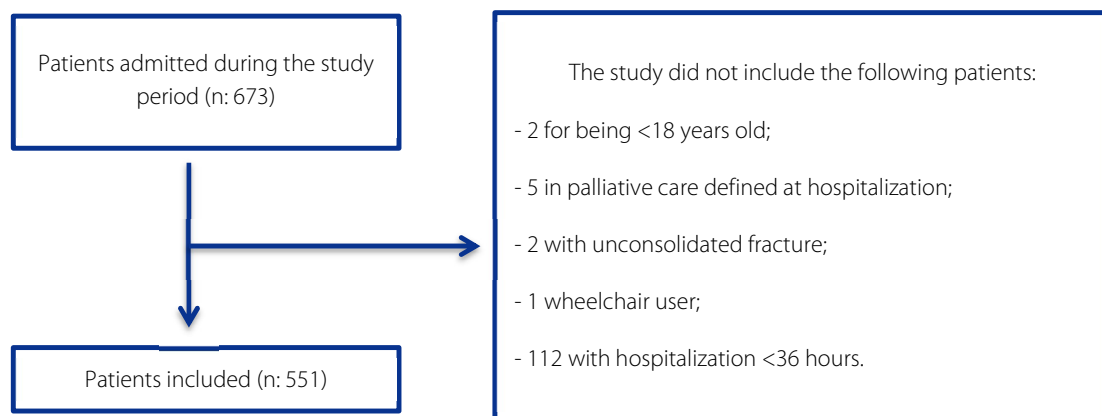 Patients admitted during the study
period (n: 673)
The study did not include the following patients:
- 2 for being <18 years old;
- 5 in palliative care defined at hospitalization;
- 2 with unconsolidated fracture;
- 1 wheelchair user;
- 112 with hospitalization <36 hours.
Patients included (n: 551)